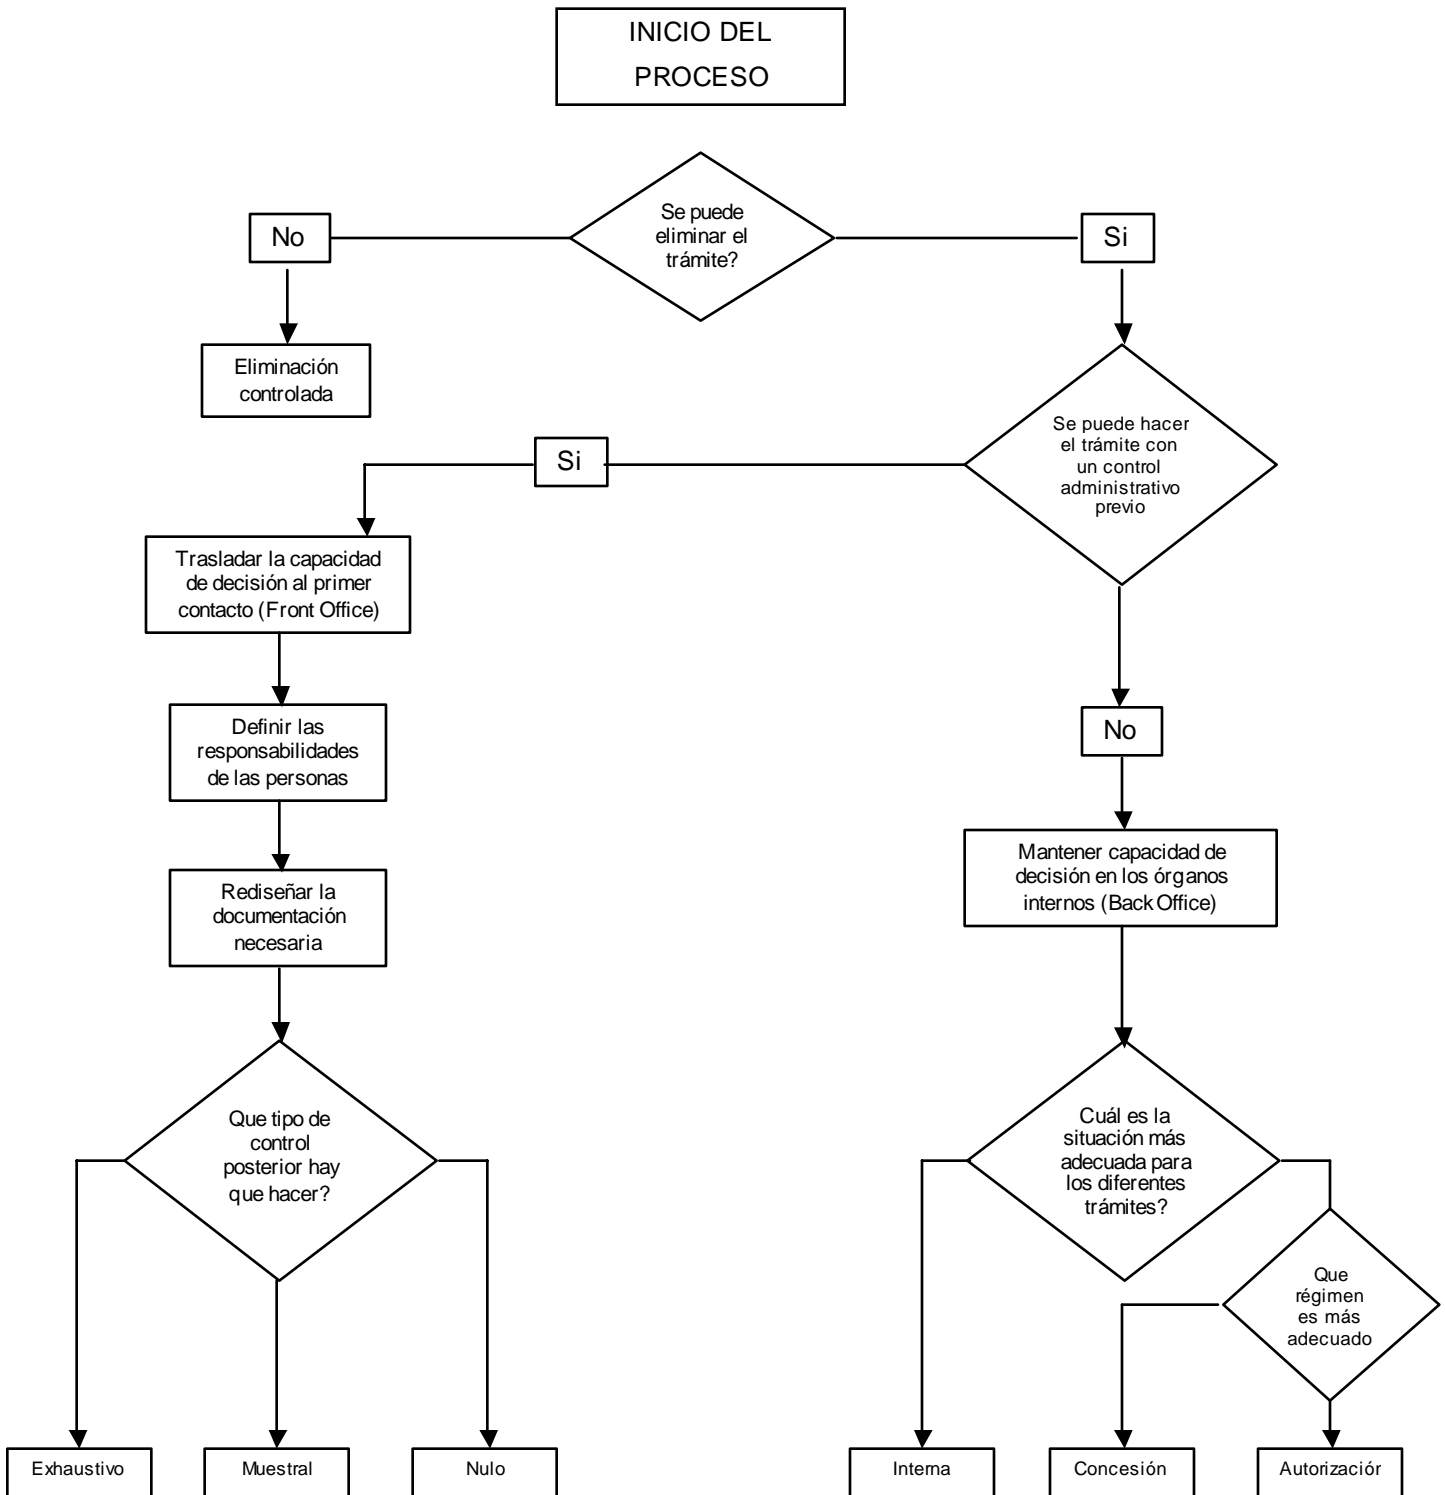 INICIO DEL
PROCESO
Se puede
eliminar el
trámite?
No
Si
Eliminación
controlada
Se puede hacer
el trámite con
un control
administrativo
previo
Si
Trasladar la capacidad
de decisión al primer
contacto (Front Office)
Definir las
responsabilidades
de las personas
No
Rediseñar la
documentación
necesaria
Mantener capacidad de
decisión en los órganos
internos (Back Office)
Que tipo de
control
posterior hay
que hacer?
Cuál es la
situación más
adecuada para
los diferentes
trámites?
Que
régimen
es más
adecuado
Exhaustivo
Muestral
Nulo
Interna
Concesión
Autorización